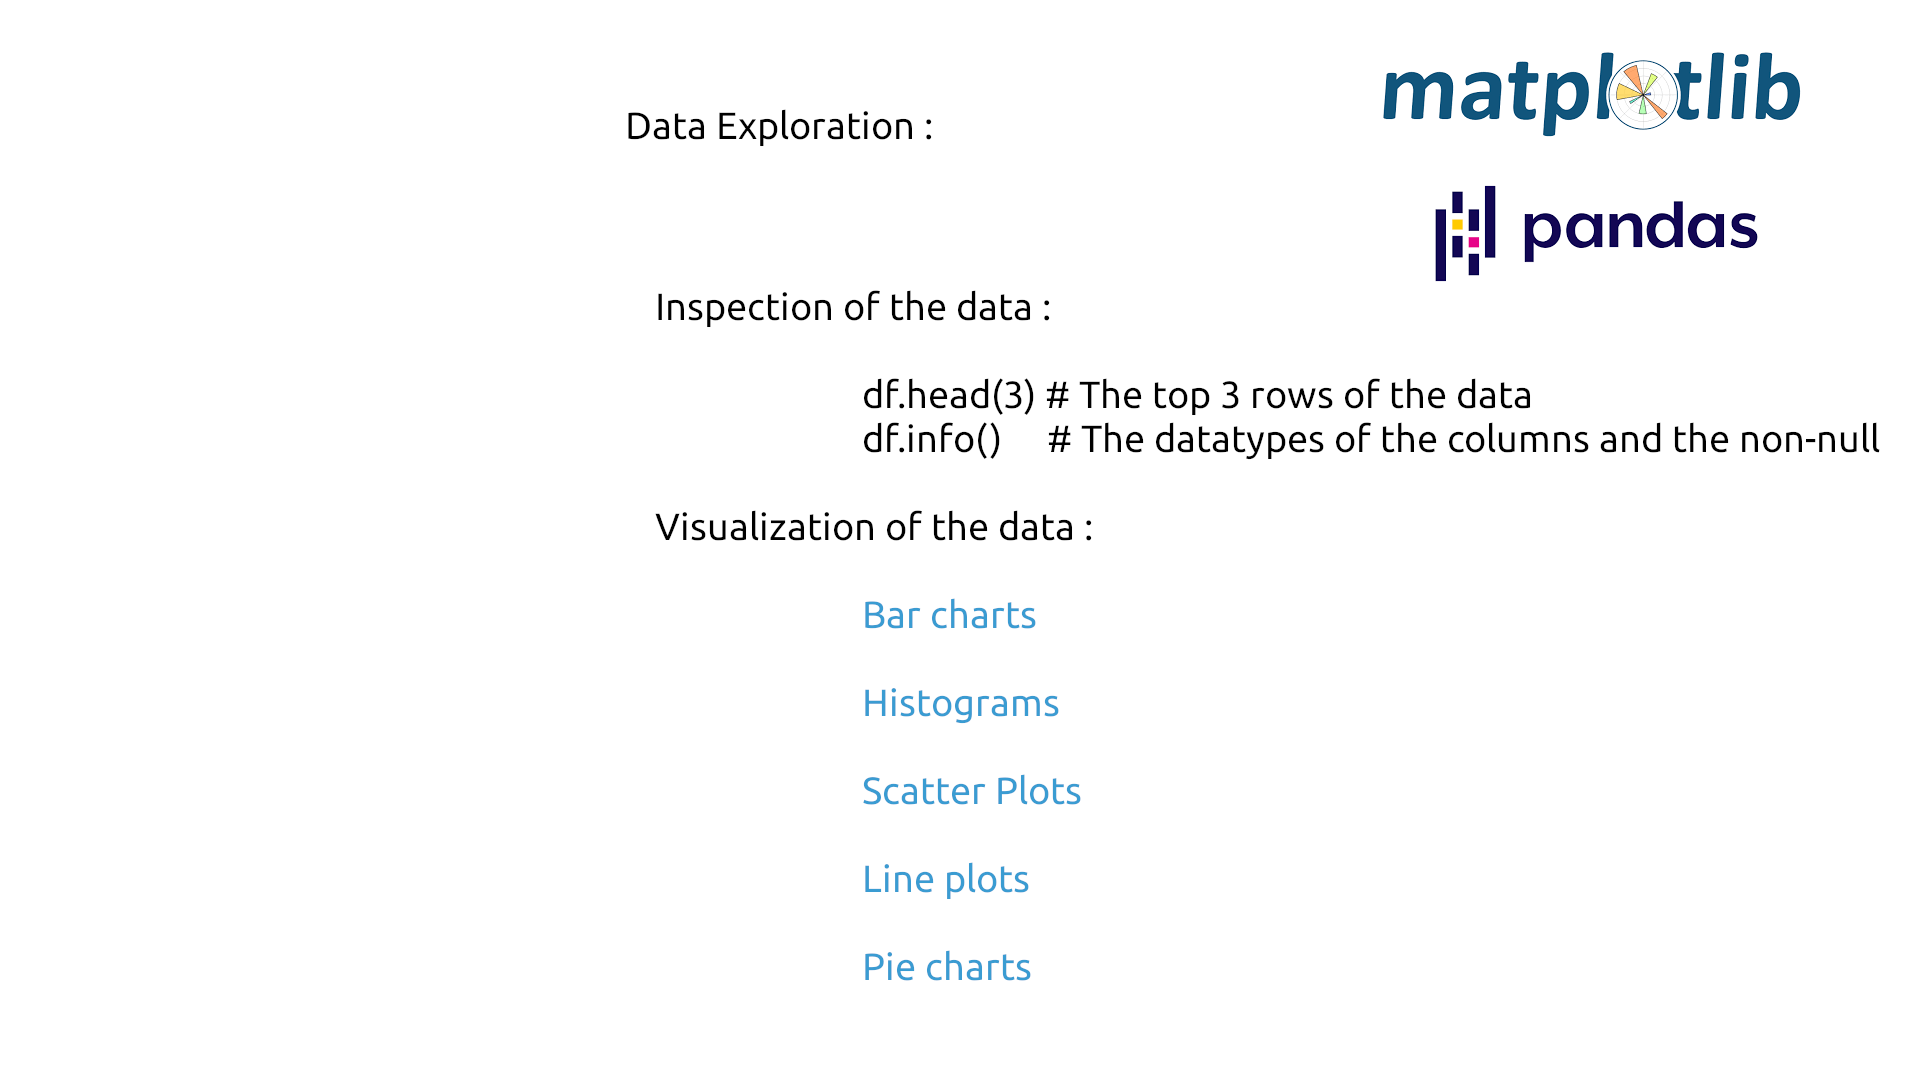 matplotlib
Data Exploration :
pandas
Inspection of the data :
df.head(3) # The top 3 rows of the data
df.info() # The datatypes of the columns and the non-null
Visualization of the data :
Bar charts
Histograms
Scatter Plots
Line plots
Pie charts